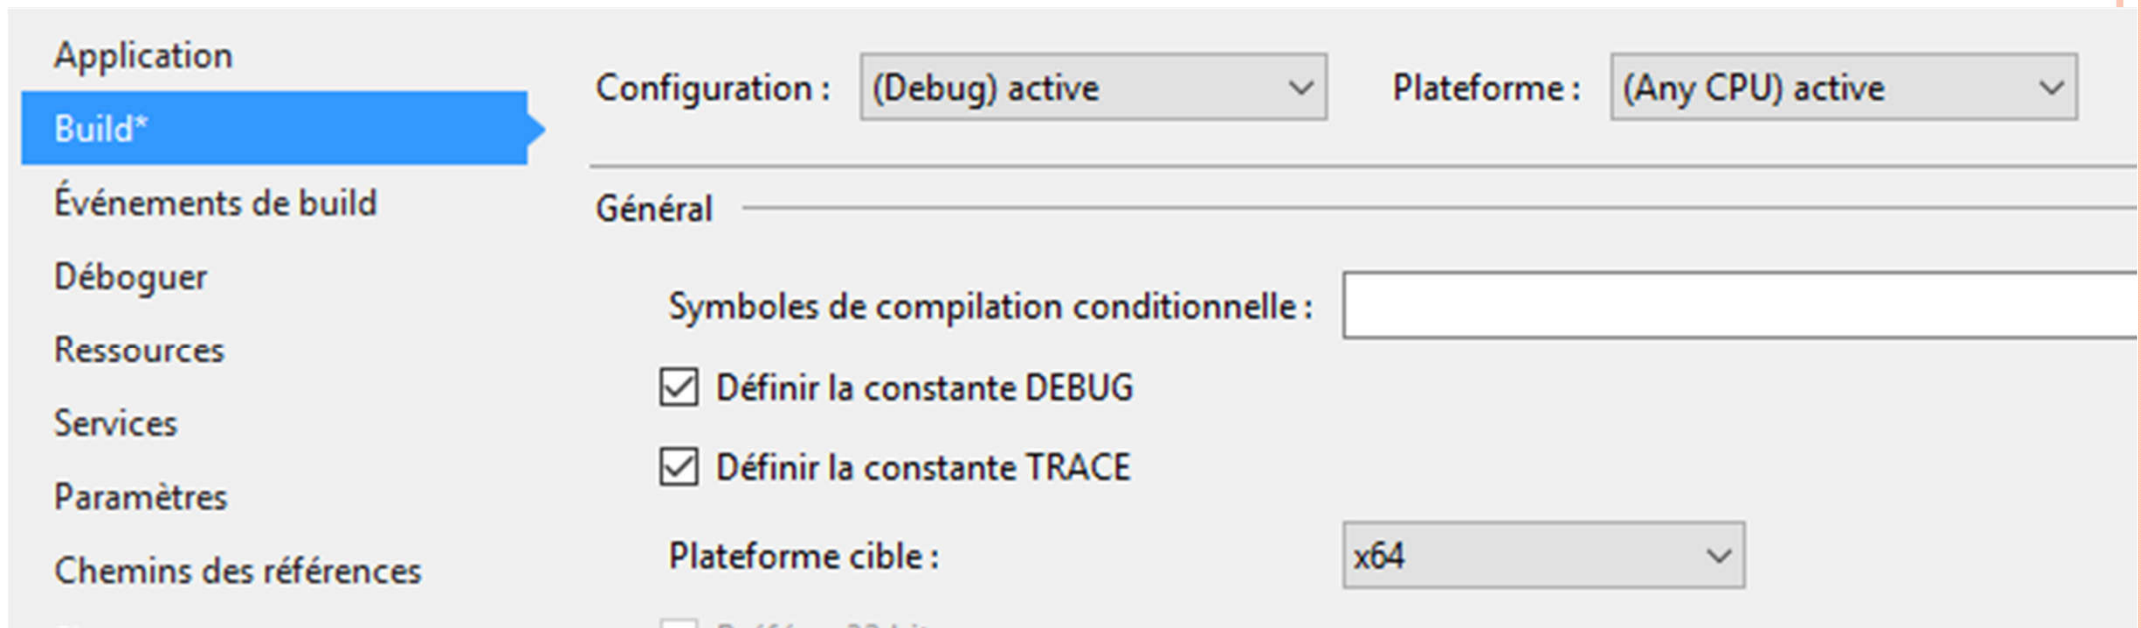 Application
Build*
Événements de build
Déboguer
Ressources
Services
Paramètres
Chemins des références
Configuration : (Debug) active Plateforme : (Any CPU) active
Général
Symboles de compilation conditionnelle :
Définir la constante DEBUG
Définir la constante TRACE
Plateforme cible : x64